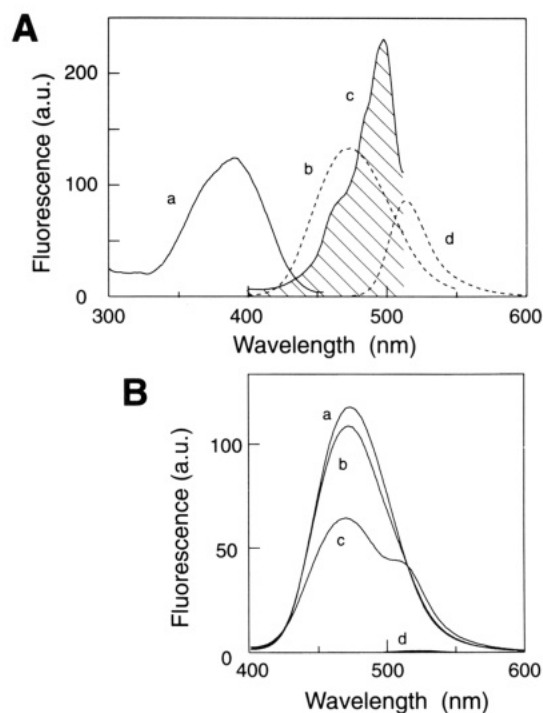 A
Fluorescence (a.u.)
200
100
0
a
b
c
d
300
400
500
600
Wavelength (nm)
B
Fluorescence (a.u.)
100
50
0
a
b
c
d
400
500
600
Wavelength (nm)